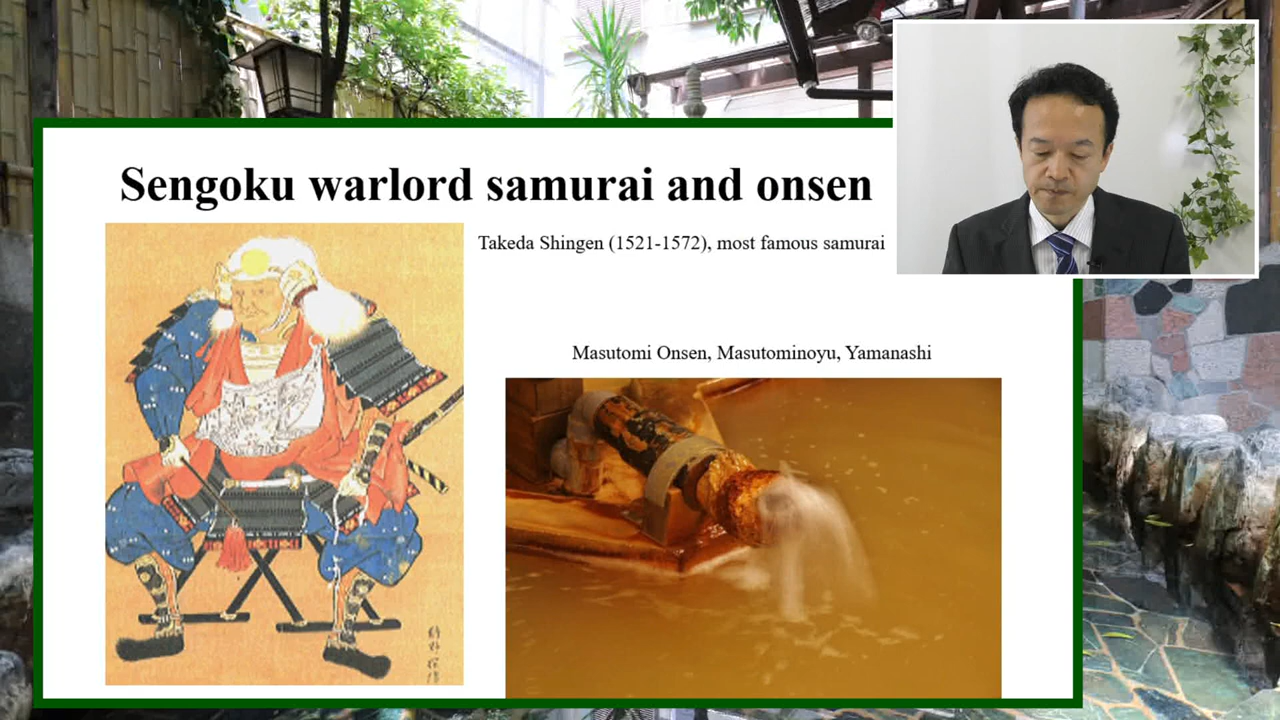 Sengoku warlord samurai and onsen
Takeda Shingen (1521-1572), most famous samurai
Masutomi Onsen, Masutominoyu, Yamanashi